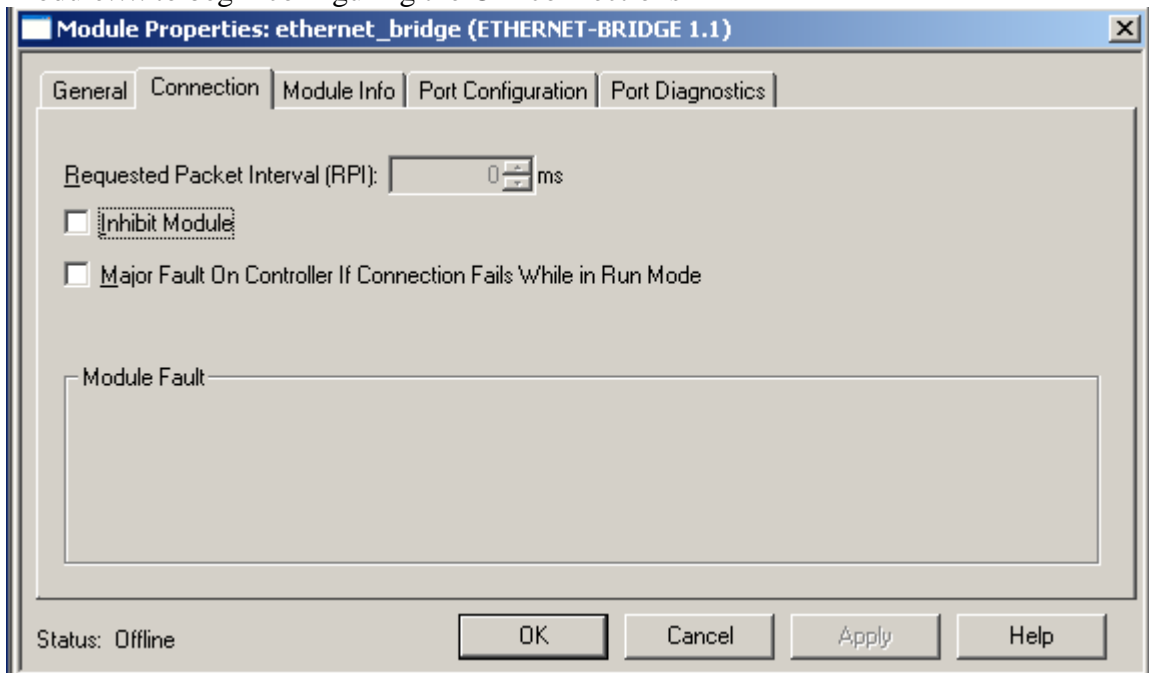 Module Properties: ethernet_bridge (ETHERNET-BRIDGE 1.1)
General Connection Module Info Port Configuration Port Diagnostics
Requested Packet Interval (RPI): 0 ms
Inhibit Module
Major Fault On Controller If Connection Fails While in Run Mode
Module Fault
Status: Offline OK Cancel Apply Help